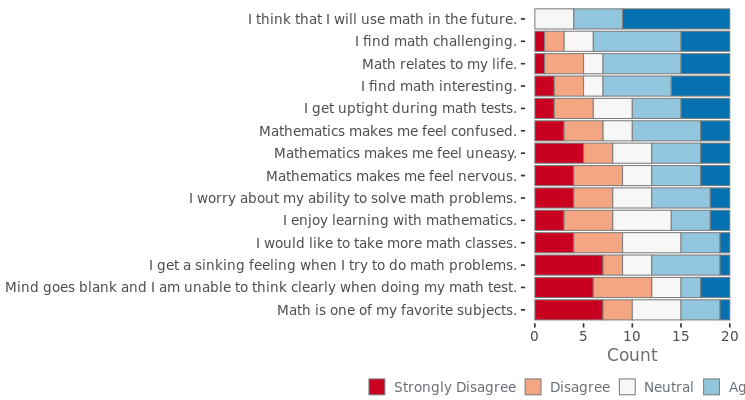 I think that I will use math in the future.
I find math challenging.
Math relates to my life.
I find math interesting.
I get uptight during math tests.
Mathematics makes me feel confused.
Mathematics makes me feel uneasy.
Mathematics makes me feel nervous.
I worry about my ability to solve math problems.
I enjoy learning with mathematics.
I would like to take more math classes.
I get a sinking feeling when I try to do math problems.
Mind goes blank and I am unable to think clearly when doing my math test.
Math is one of my favorite subjects.
0 5 10 15 20
Count
Strongly Disagree Disagree Neutral Ag